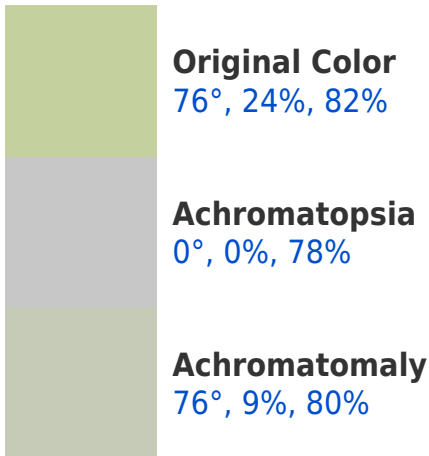 Original Color
76°, 24%, 82%
Achromatopsia
0°, 0%, 78%
Achromatomaly
76°, 9%, 80%